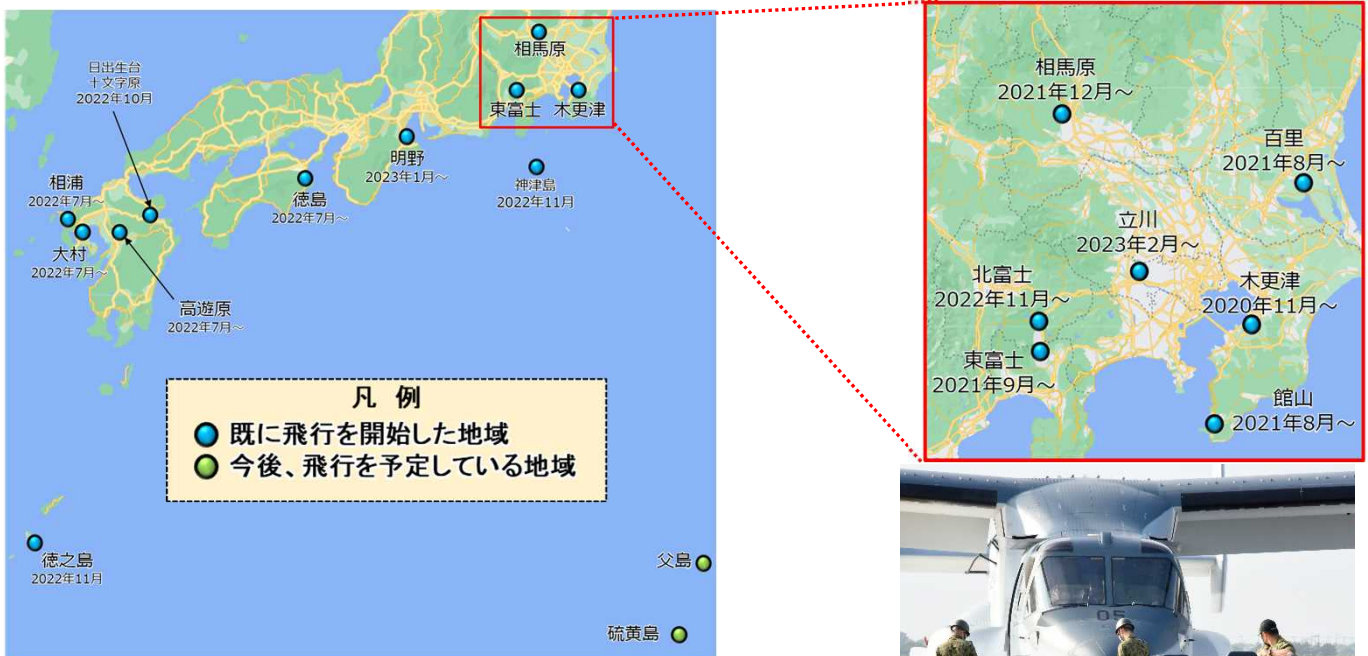 相馬原
東富士
木更津
日出生台
十文字原
2022年10月
明野
2023年1月～
神津島
2022年11月
相浦
2022年7月～
徳島
2022年7月～
大村
2022年7月～
高遊原
2022年7月～
凡 例
既に飛行を開始した地域
今後、飛行を予定している地域
徳之島
2022年11月
父島
硫黄島
相馬原
2021年12月～
百里
2021年8月～
立川
2023年2月～
北富士
2022年11月～
木更津
2020年11月～
東富士
2021年9月～
館山
2021年8月～
05